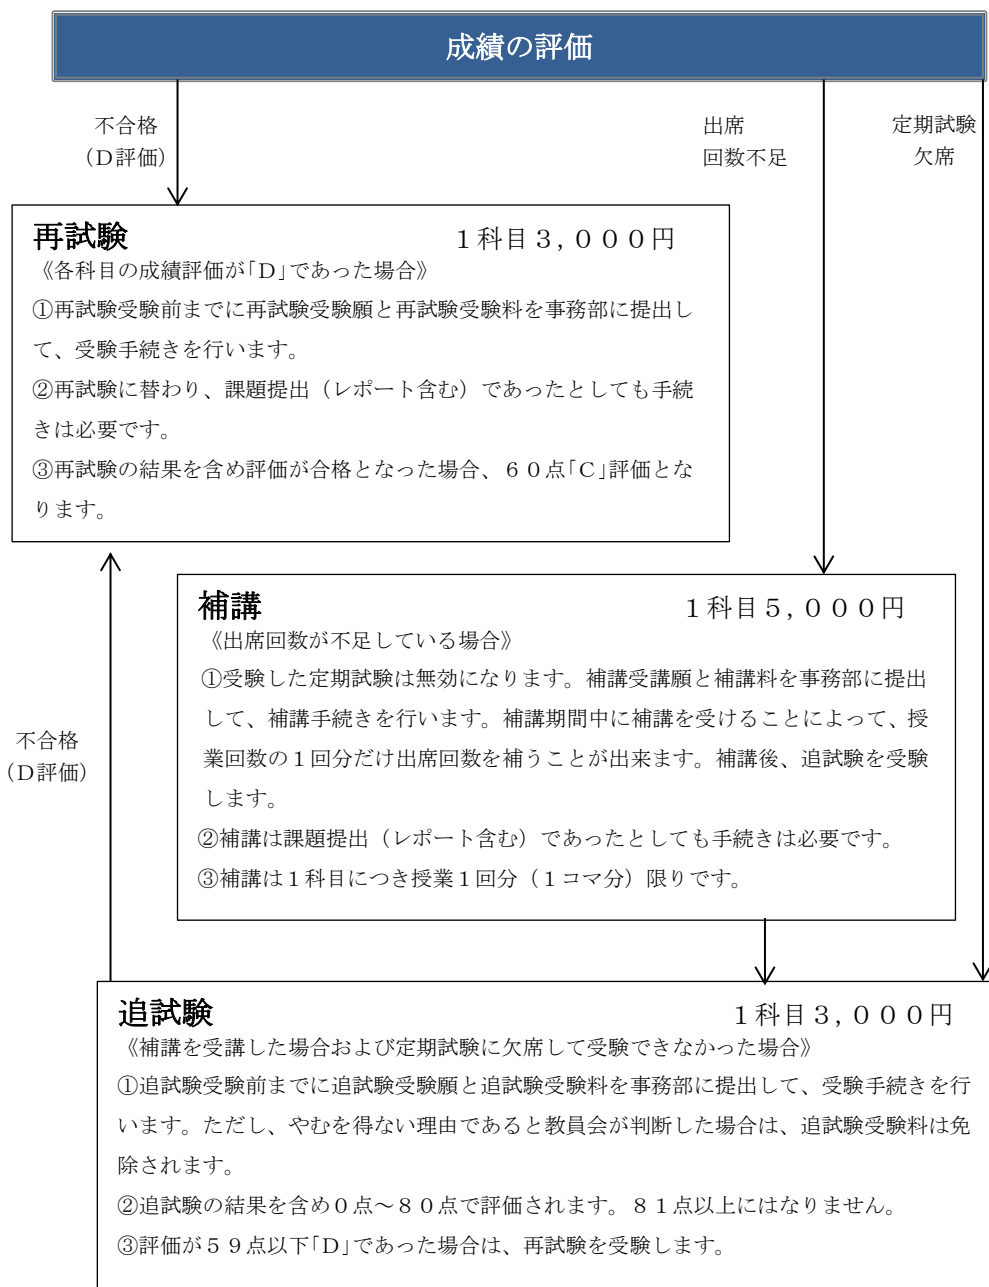 成績の評価
不合格
（Ｄ評価）
出席
回数不足
定期試験
欠席
再試験 １科目３,０００円
《各科目の成績評価が「Ｄ」であった場合》
①再試験受験前までに再試験受験願と再試験受験料を事務部に提出し
て、受験手続きを行います。
②再試験に替わり、課題提出（レポート含む）であったとしても手続
きは必要です。
③再試験の結果を含め評価が合格となった場合、６０点「Ｃ」評価とな
ります。
補講 １科目５,０００円
《出席回数が不足している場合》
①受験した定期試験は無効になります。補講受講願と補講料を事務部に提出
して、補講手続きを行います。補講期間中に補講を受けることによって、授
業回数の１回分だけ出席回数を補うことが出来ます。補講後、追試験を受験
します。
②補講は課題提出（レポート含む）であったとしても手続きは必要です。
③補講は１科目につき授業１回分（１コマ分）限りです。
不合格
（Ｄ評価）
追試験 １科目３,０００円
《補講を受講した場合および定期試験に欠席して受験できなかった場合》
①追試験受験前までに追試験受験願と追試験受験料を事務部に提出して、受験手続きを行
います。ただし、やむを得ない理由であると教員会が判断した場合は、追試験受験料は免
除されます。
②追試験の結果を含め０点～８０点で評価されます。８１点以上にはなりません。
③評価が５９点以下「Ｄ」であった場合は、再試験を受験します。